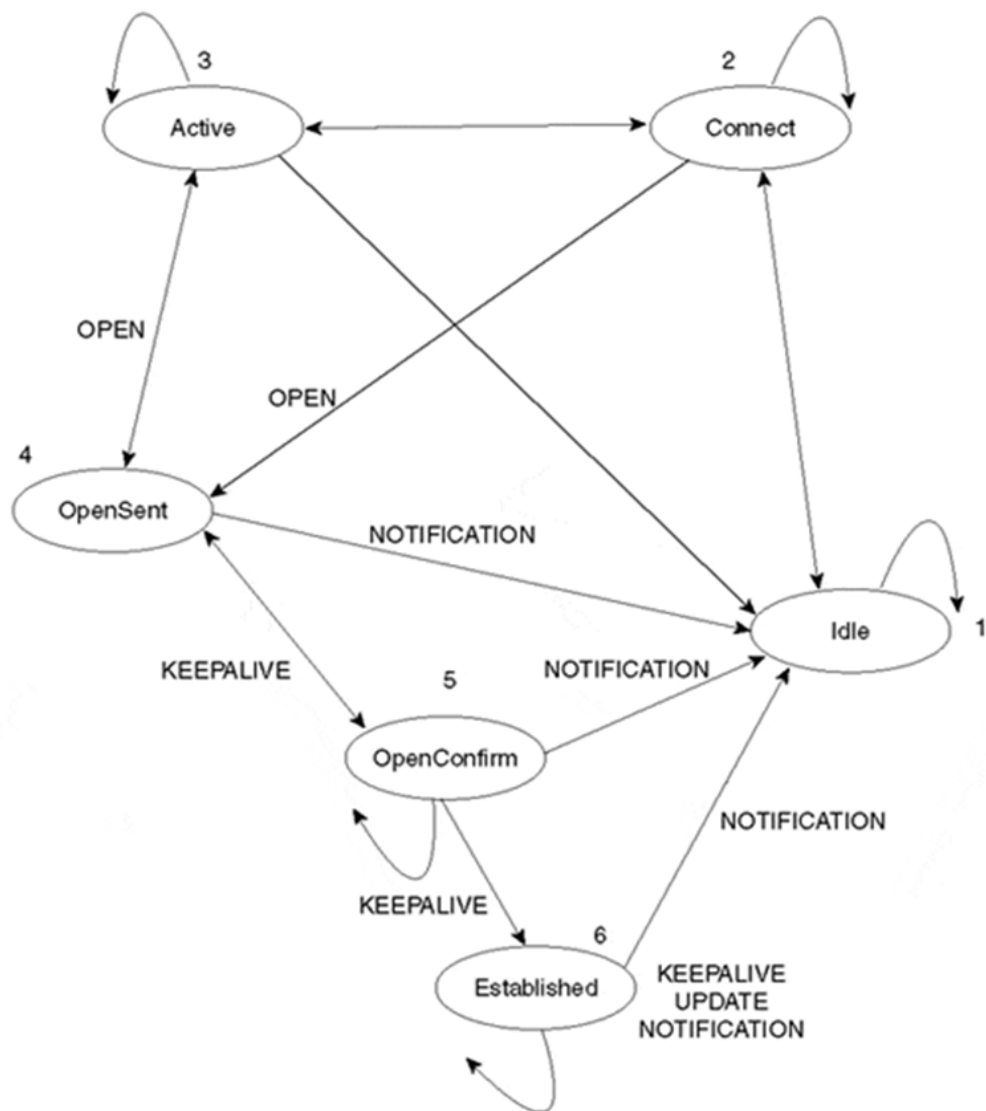 3
2
Active
Connect
OPEN
OPEN
4
OpenSent
NOTIFICATION
Idle
1
KEEPALIVE
5
NOTIFICATION
OpenConfirm
NOTIFICATION
KEEPALIVE
6
Established
KEEPALIVE
UPDATE
NOTIFICATION